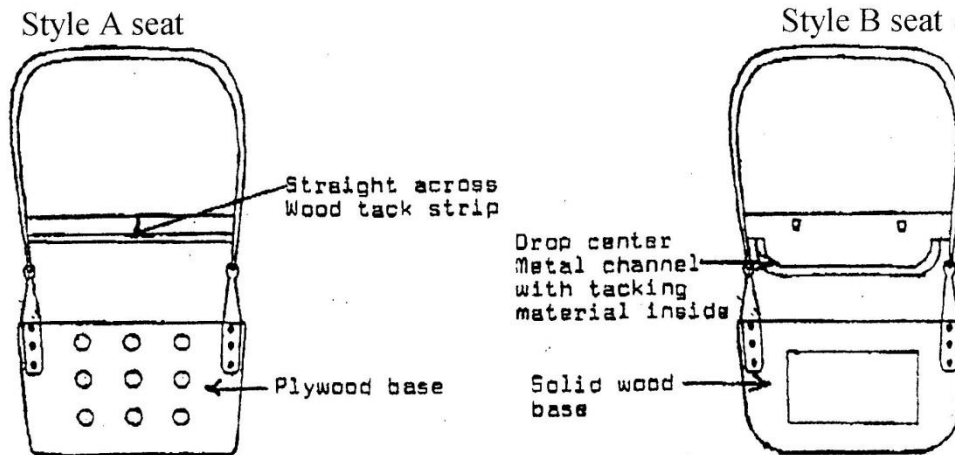 Style A seat
Style B seat
Straight across
Wood tack strip
Drop center
Metal channel
with tacking
material inside
Plywood base
Solid wood
base